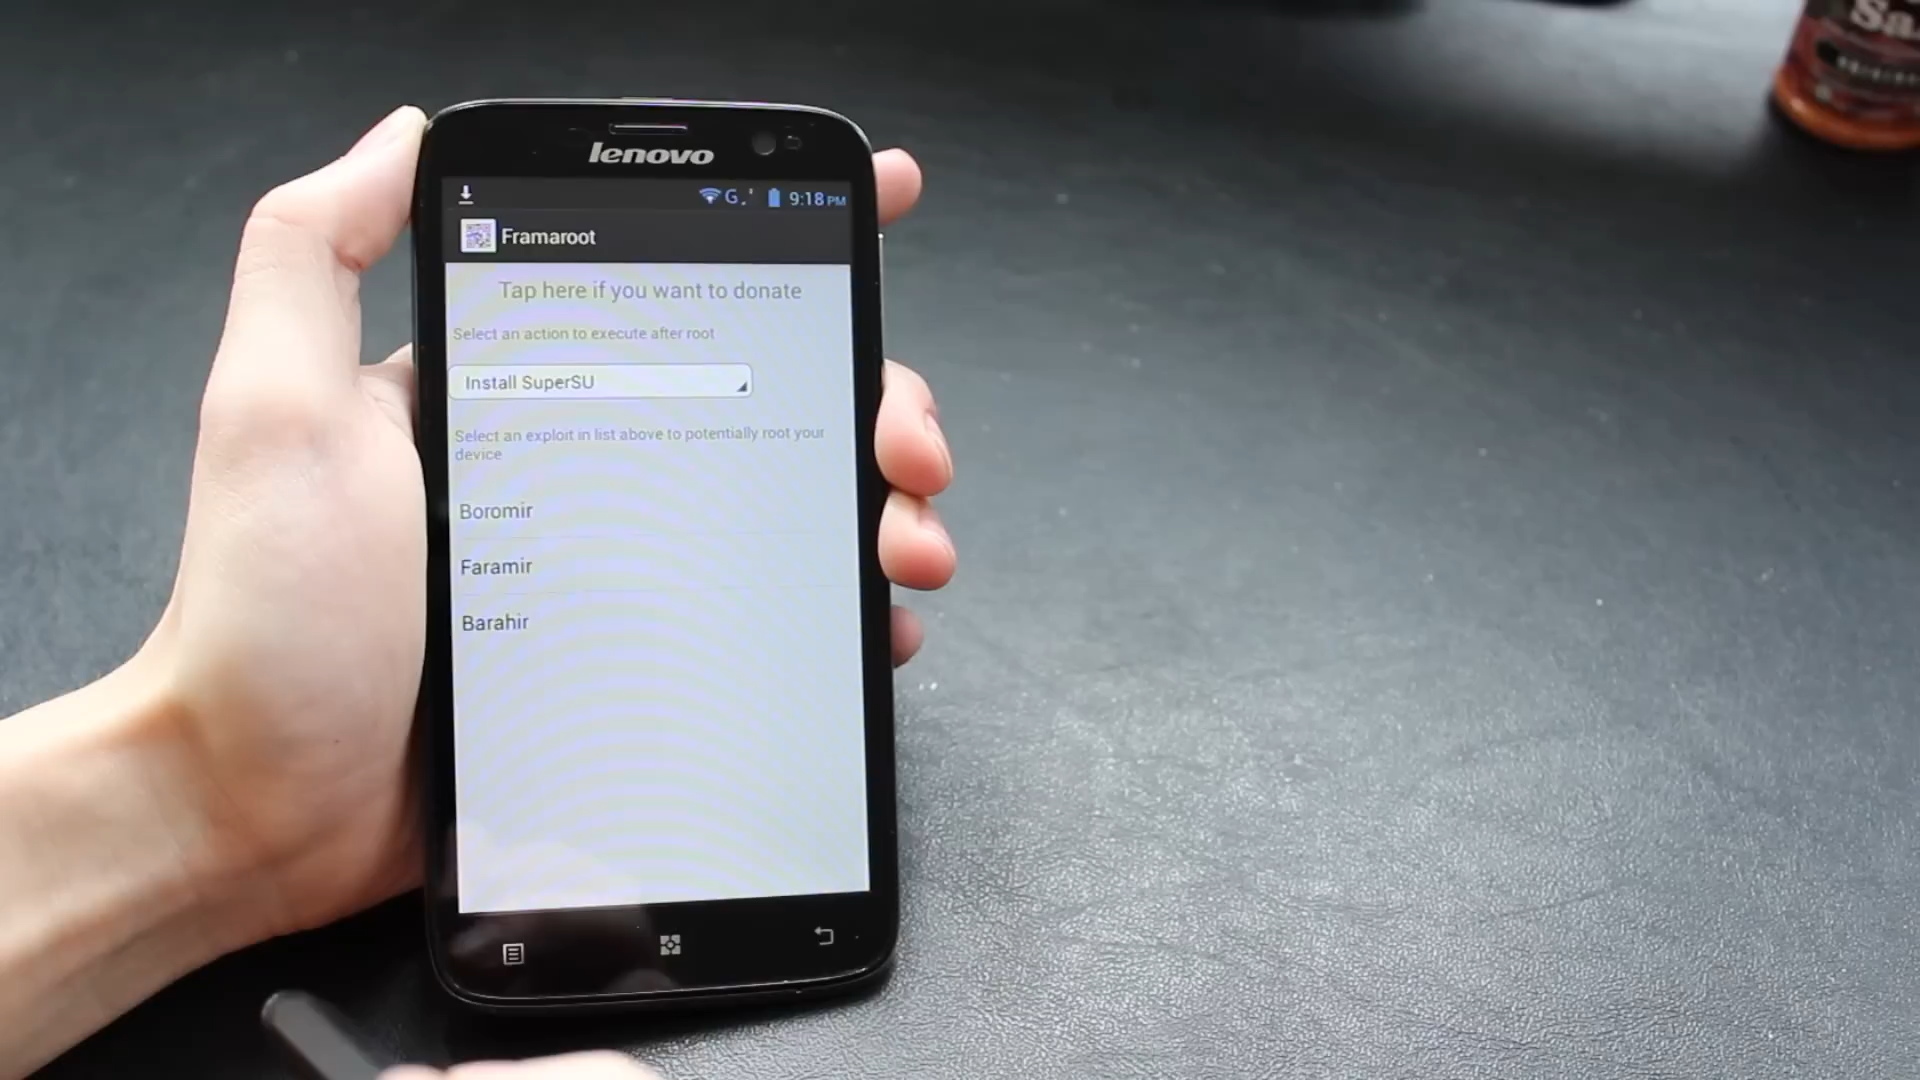 lenovo
G
9:18 PM
Framaroot
Tap here if you want to donate
Select an action to execute after root
Install SuperSU
Select an exploit in list above to potentially root your
device
Boromir
Faramir
Barahir